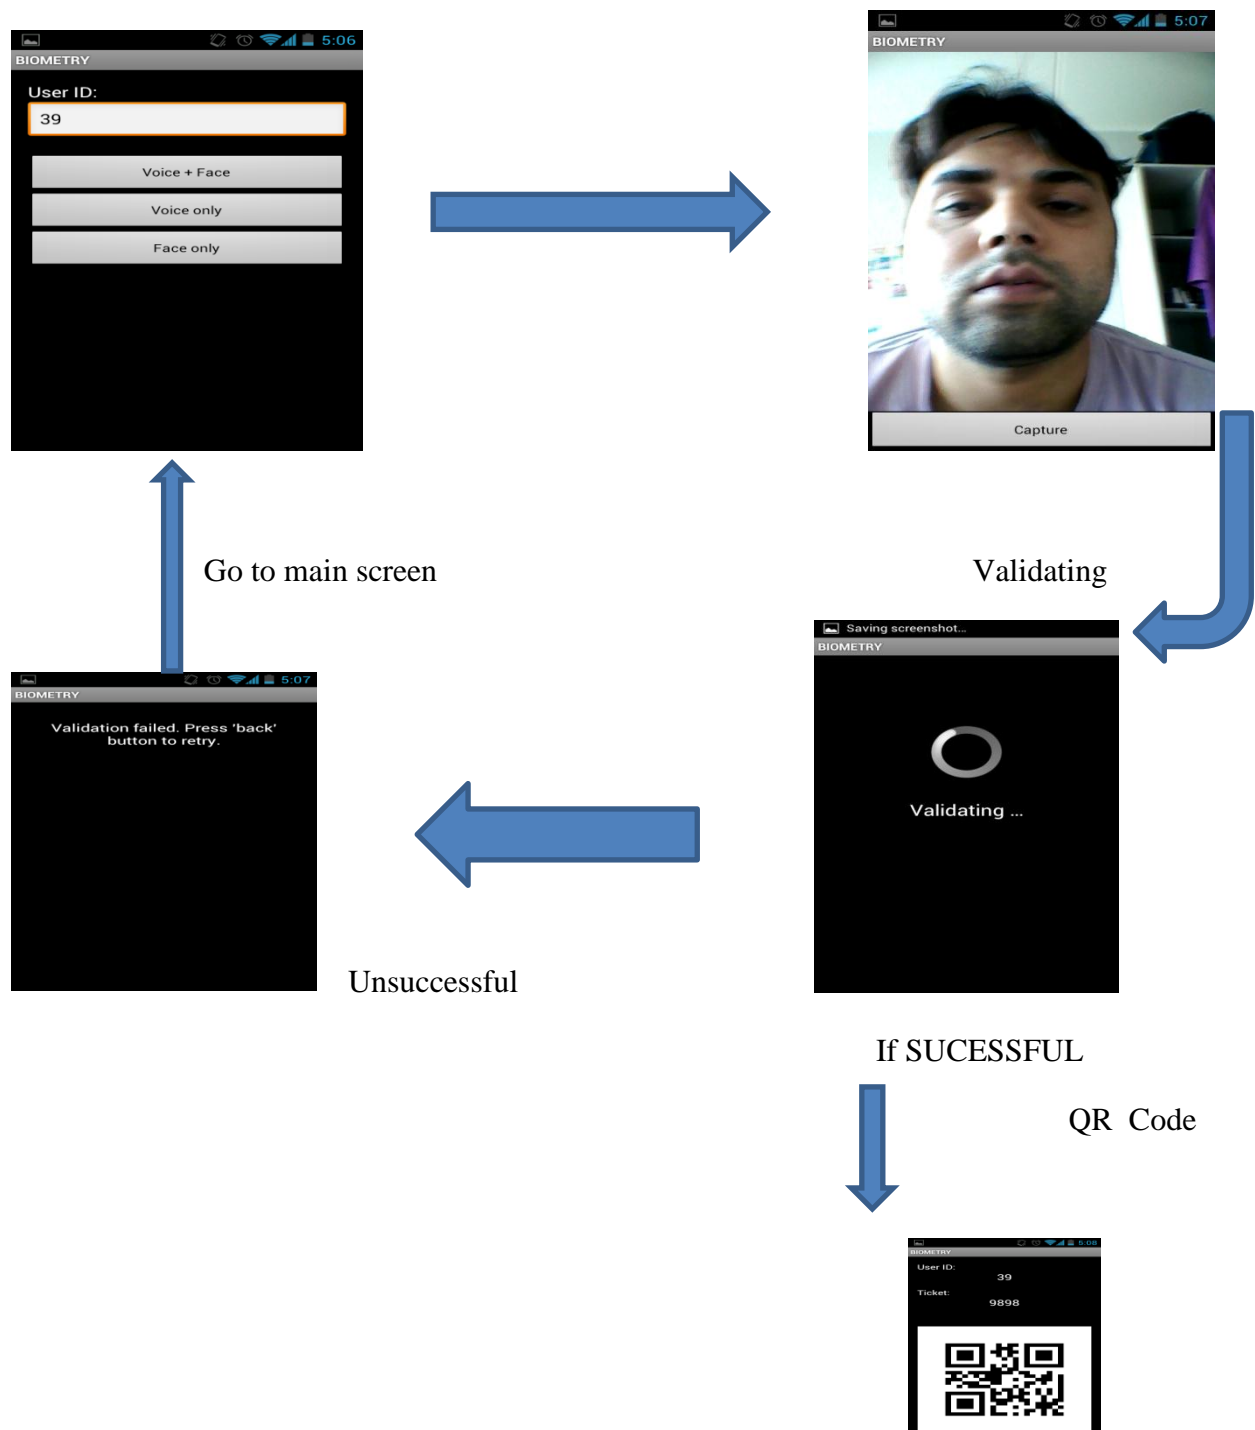 5:06
BIOMETRY
User ID:
39
Voice + Face
Voice only
Face only
5:07
BIOMETRY
Capture
Go to main screen
Validating
Saving screenshot...
BIOMETRY
Validating ...
5:07
BIOMETRY
Validation failed. Press 'back'
button to retry.
Unsuccessful
If SUCESSFUL
QR Code
5:08
BIOMETRY
User ID:
39
Ticket:
9898